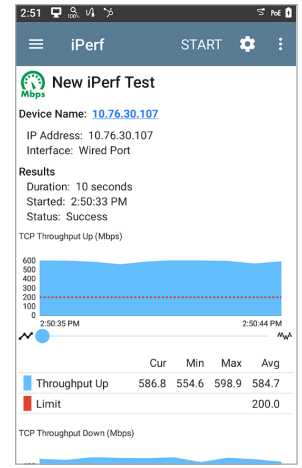 2:51 100% PoE
iPerf START
Mbps New iPerf Test
Device Name: 10.76.30.107
IP Address: 10.76.30.107
Interface: Wired Port
Results
Duration: 10 seconds
Started: 2:50:33 PM
Status: Success
TCP Throughput Up (Mbps)
600
500
400
300
200
100
0
2:50:35 PM 2:50:44 PM
Cur Min Max Avg
Throughput Up 586.8 554.6 598.9 584.7
Limit 200.0
TCP Throughput Down (Mbps)